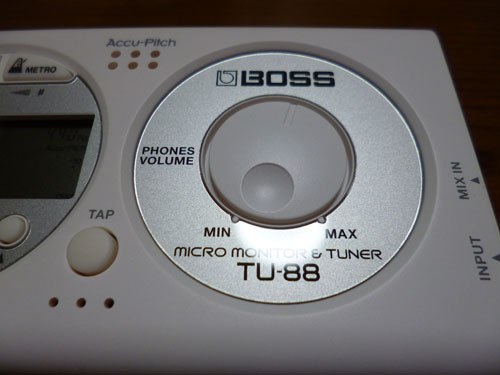 Accu-Pitch
METRO
BOSS
PHONES
VOLUME
MIX IN
TAP
MIN
MAX
MICRO MONITOR & TUNER
TU-88
INPUT